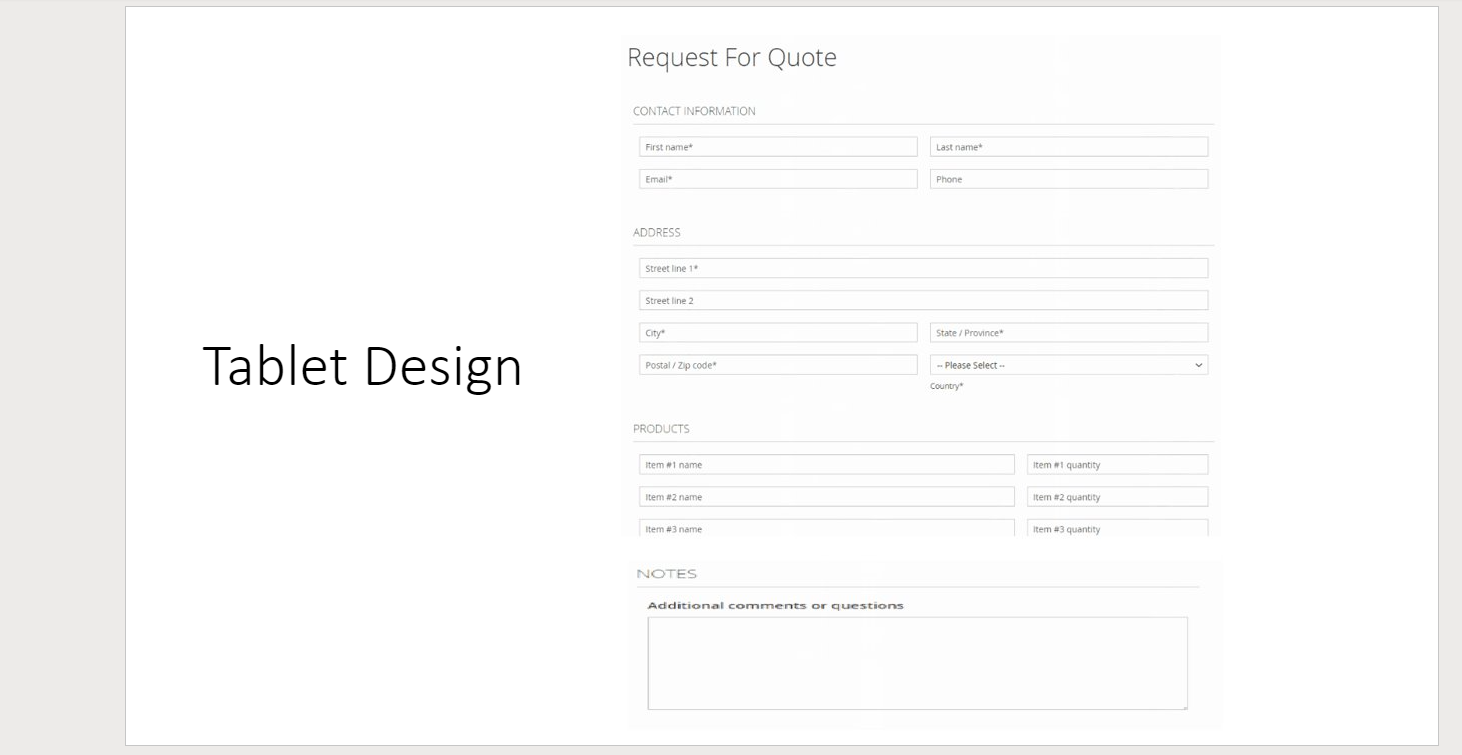 Tablet Design
Request For Quote
CONTACT INFORMATION
First name* Last name*
Email* Phone
ADDRESS
Street line 1*
Street line 2
City* State / Province*
Postal / Zip code* -- Please Select --
Country*
PRODUCTS
Item #1 name Item #1 quantity
Item #2 name Item #2 quantity
Item #3 name Item #3 quantity
NOTES
Additional comments or questions